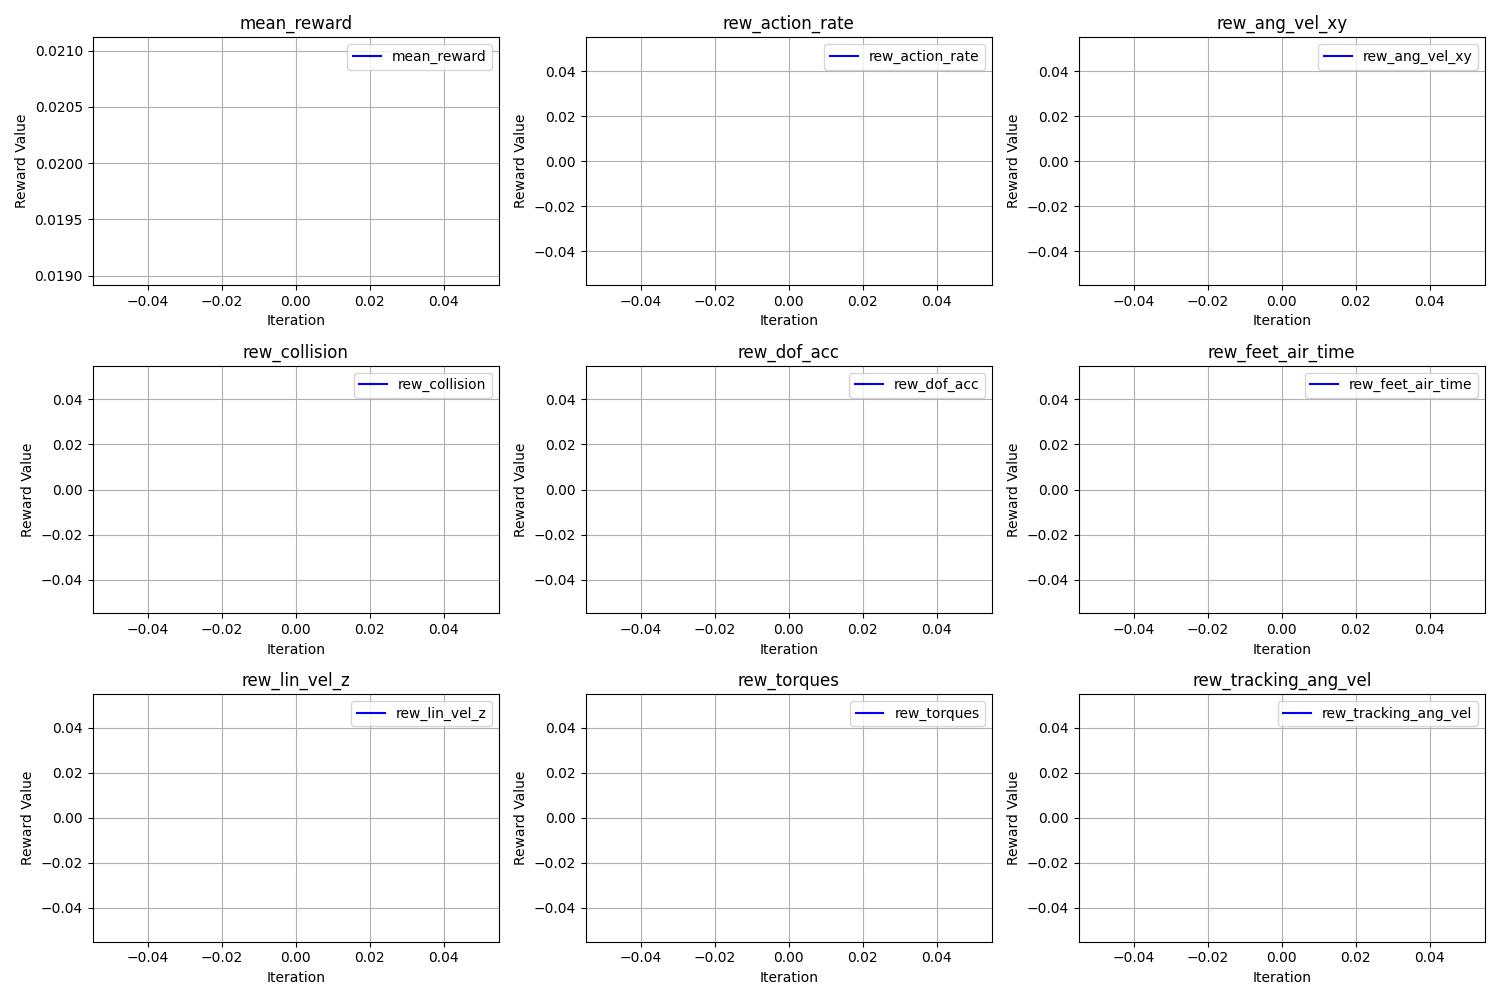 mean_reward
mean_reward
0.0210
0.0205
0.0200
0.0195
0.0190
Reward Value
−0.04 −0.02 0.00 0.02 0.04
Iteration
rew_action_rate
rew_action_rate
0.04
0.02
0.00
−0.02
−0.04
Reward Value
−0.04 −0.02 0.00 0.02 0.04
Iteration
rew_ang_vel_xy
rew_ang_vel_xy
0.04
0.02
0.00
−0.02
−0.04
Reward Value
−0.04 −0.02 0.00 0.02 0.04
Iteration
rew_collision
rew_collision
0.04
0.02
0.00
−0.02
−0.04
Reward Value
−0.04 −0.02 0.00 0.02 0.04
Iteration
rew_dof_acc
rew_dof_acc
0.04
0.02
0.00
−0.02
−0.04
Reward Value
−0.04 −0.02 0.00 0.02 0.04
Iteration
rew_feet_air_time
rew_feet_air_time
0.04
0.02
0.00
−0.02
−0.04
Reward Value
−0.04 −0.02 0.00 0.02 0.04
Iteration
rew_lin_vel_z
rew_lin_vel_z
0.04
0.02
0.00
−0.02
−0.04
Reward Value
−0.04 −0.02 0.00 0.02 0.04
Iteration
rew_torques
rew_torques
0.04
0.02
0.00
−0.02
−0.04
Reward Value
−0.04 −0.02 0.00 0.02 0.04
Iteration
rew_tracking_ang_vel
rew_tracking_ang_vel
0.04
0.02
0.00
−0.02
−0.04
Reward Value
−0.04 −0.02 0.00 0.02 0.04
Iteration